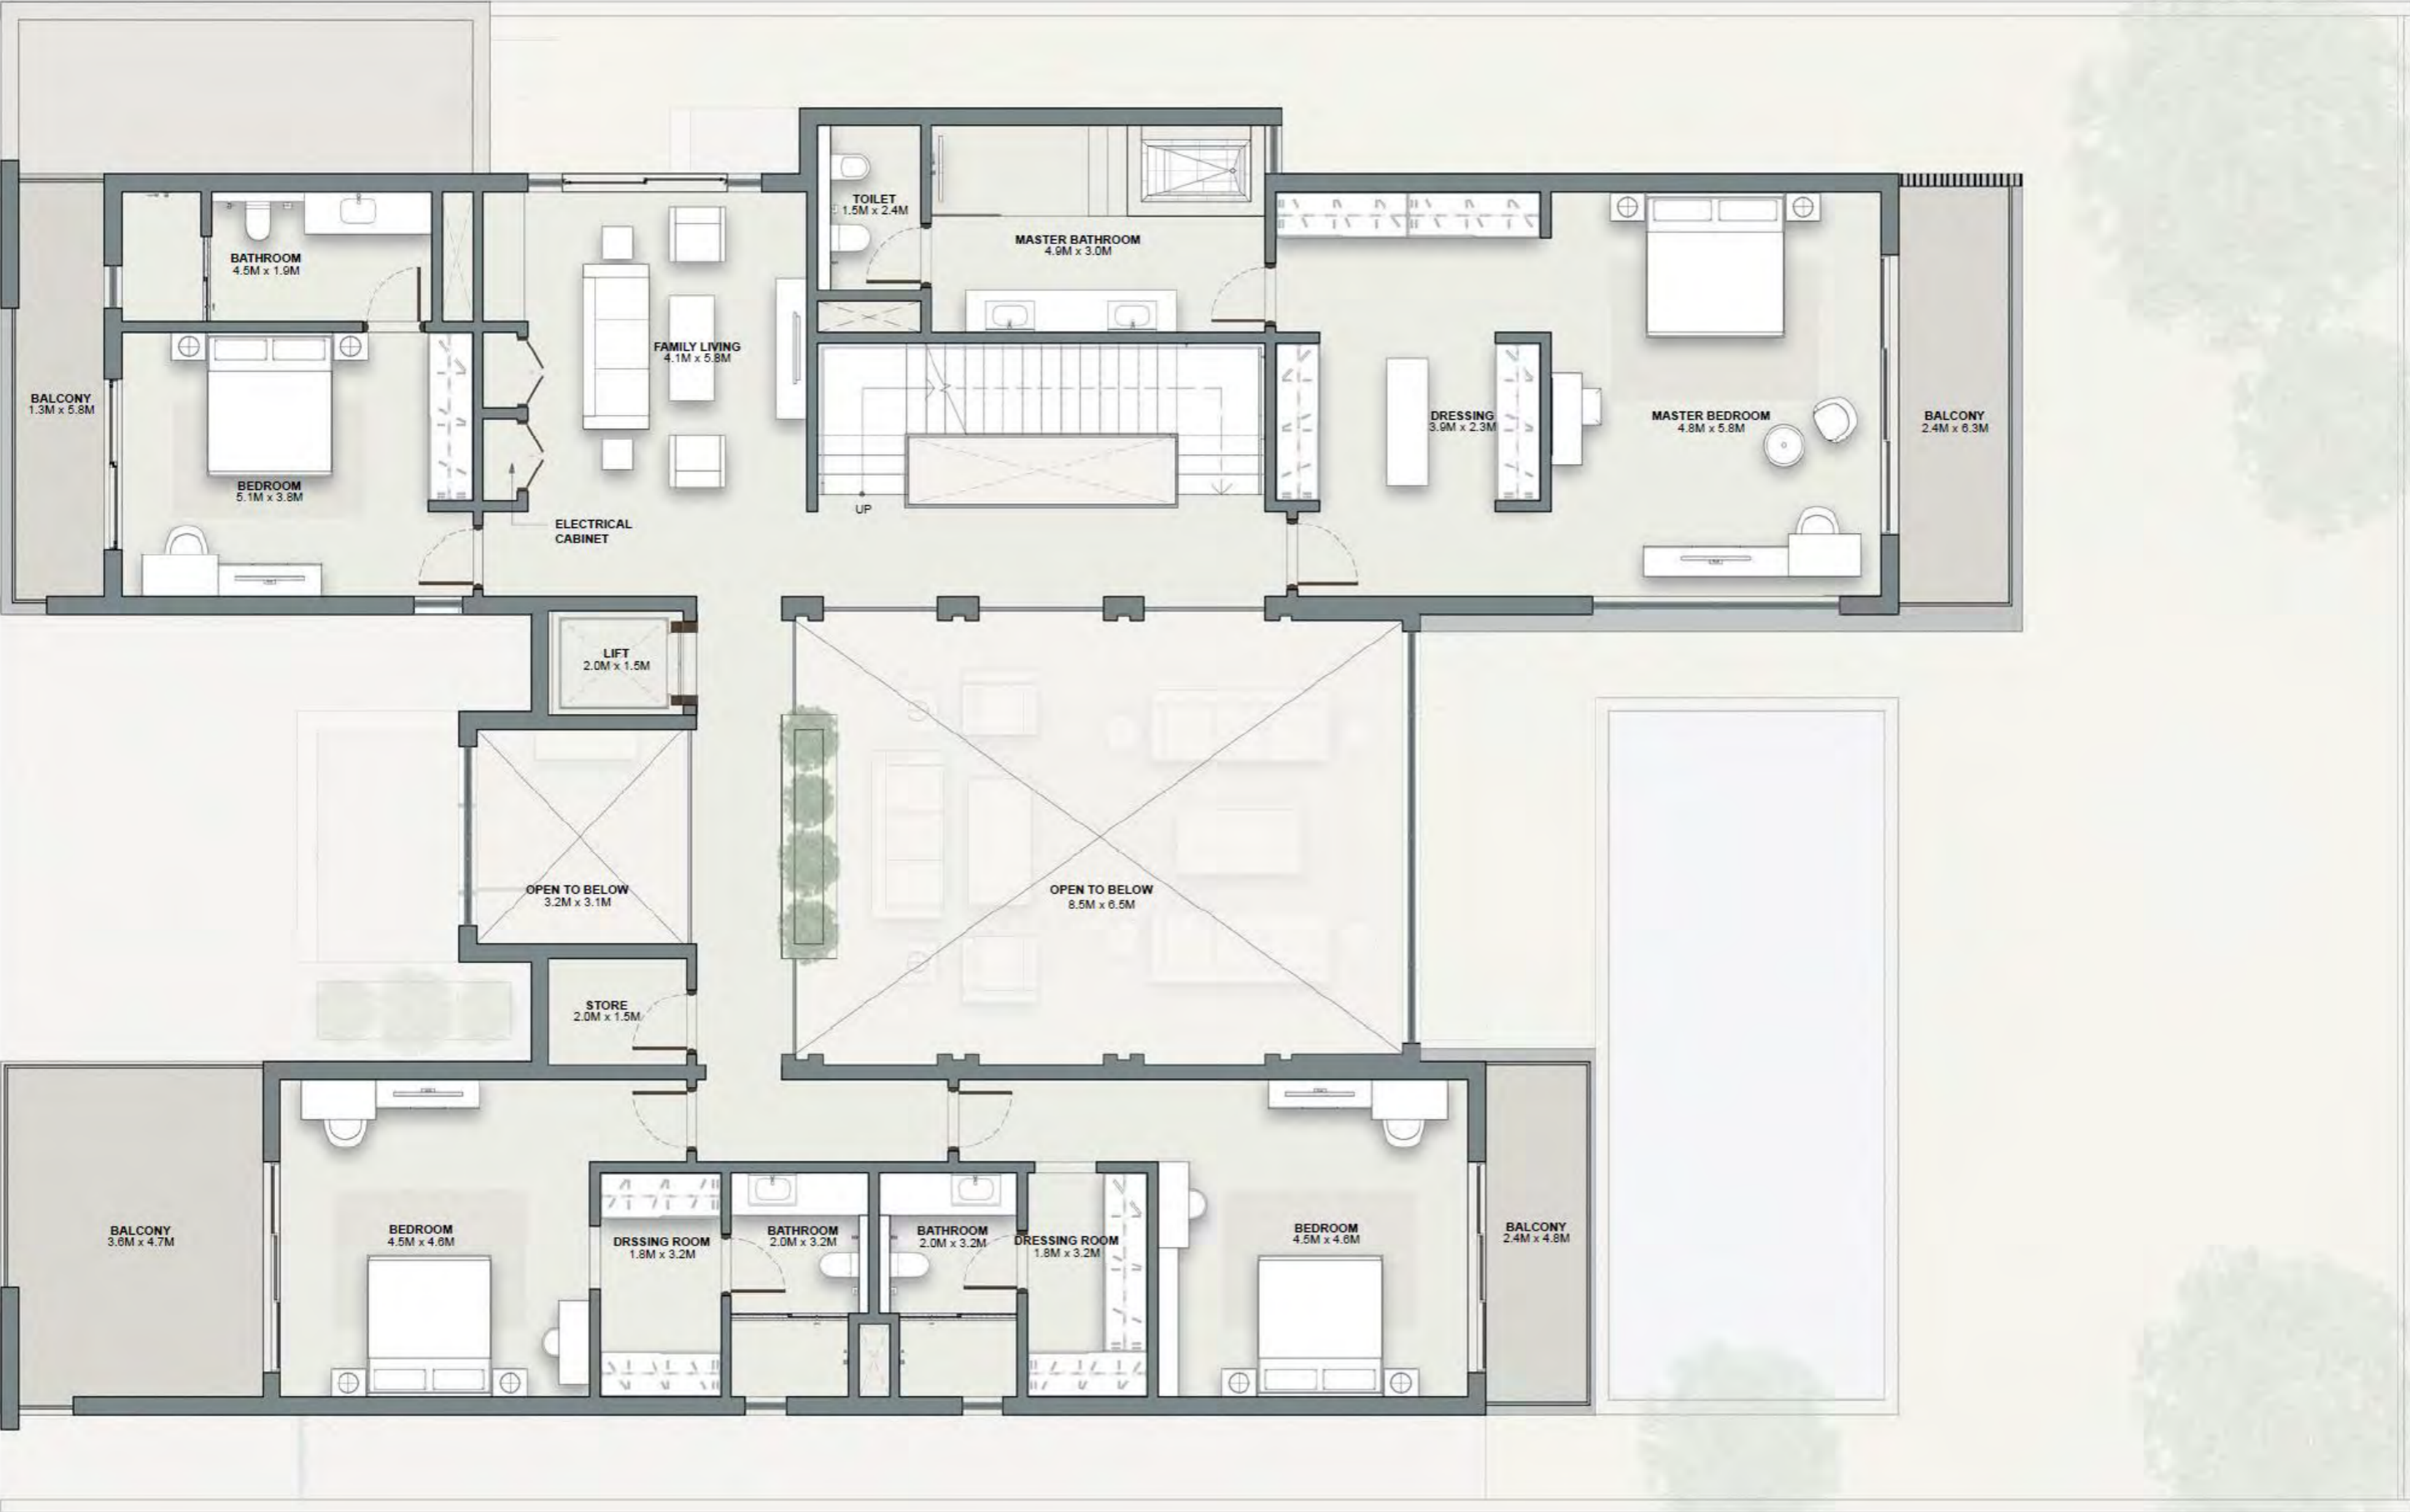 TOILET
1.5M x 2.4M
MASTER BATHROOM
4.9M x 3.0M
BATHROOM
4.5M x 1.9M
FAMILY LIVING
4.1M x 5.8M
BALCONY
1.3M x 5.8M
DRESSING
3.9M x 2.3M
MASTER BEDROOM
4.8M x 5.8M
BALCONY
2.4M x 6.3M
BEDROOM
5.1M x 3.8M
UP
ELECTRICAL
CABINET
LIFT
2.0M x 1.5M
OPEN TO BELOW
3.2M x 3.1M
OPEN TO BELOW
8.5M x 6.5M
STORE
2.0M x 1.5M
BALCONY
3.6M x 4.7M
BEDROOM
4.5M x 4.6M
DRSSING ROOM
1.8M x 3.2M
BATHROOM
2.0M x 3.2M
BATHROOM
2.0M x 3.2M
DRESSING ROOM
1.8M x 3.2M
BEDROOM
4.5M x 4.6M
BALCONY
2.4M x 4.8M